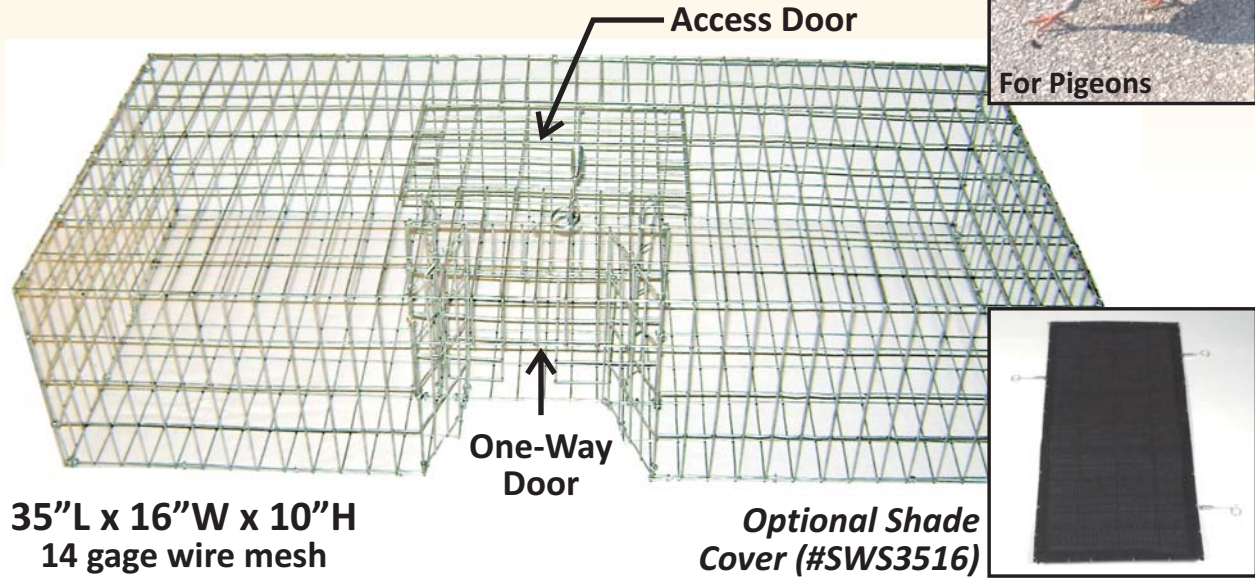 Access Door
For Pigeons
One-Way
Door
35”L x 16”W x 10”H
14 gage wire mesh
Optional Shade
Cover (#SWS3516)